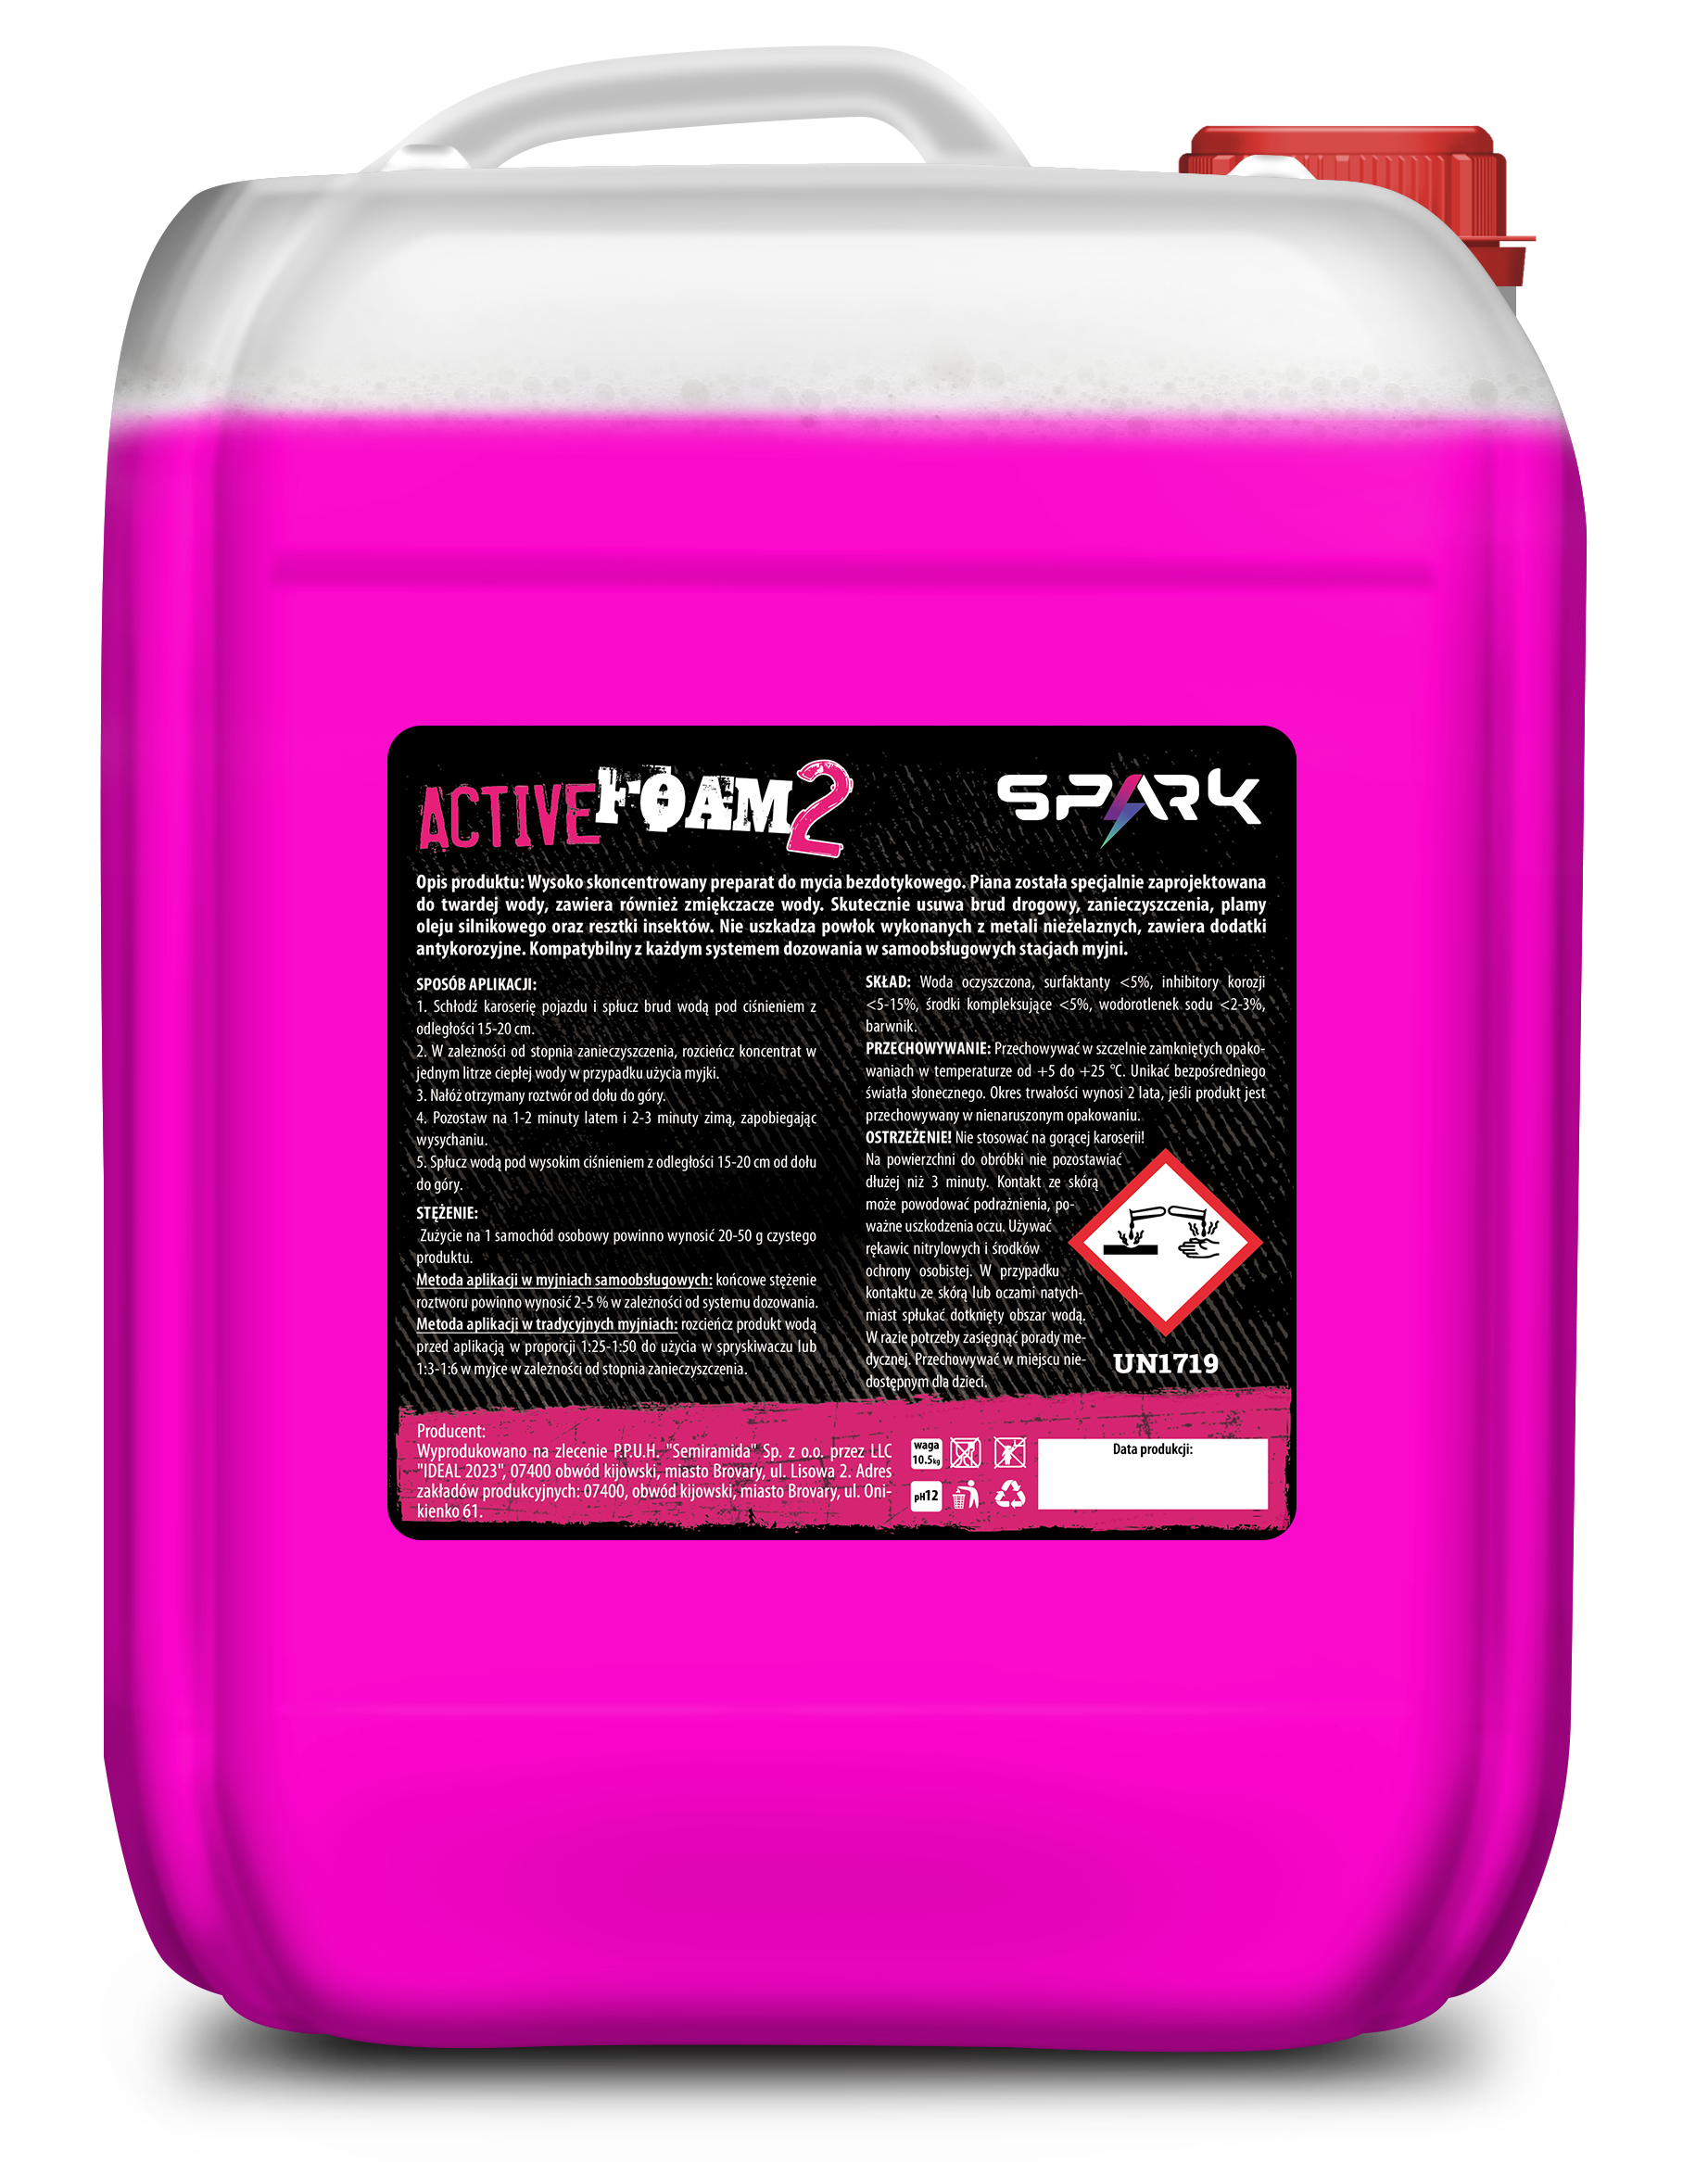 ACTIVE FOAM 2
SPARK
Opis produktu: Wysoko skoncentrowany preparat do mycia bezdotykowego. Piana została specjalnie zaprojektowana
do twardej wody, zawiera również zmiękczacze wody. Skutecznie usuwa brud drogowy, zanieczyszczenia, plamy
oleju silnikowego oraz resztki insektów. Nie uszkadza powłok wykonanych z metali nieżelaznych, zawiera dodatki
antykorozyjne. Kompatybilny z każdym systemem dozowania w samoobsługowych stacjach myjni.
SPOSÓB APLIKACJI:
1. Schłodź karoserię pojazdu i spłucz brud wodą pod ciśnieniem z
odległości 15-20 cm.
2. W zależności od stopnia zanieczyszczenia, rozcieńcz koncentrat w
jednym litrze ciepłej wody w przypadku użycia myjki.
3. Nałóż otrzymany roztwór od dołu do góry.
4. Pozostaw na 1-2 minuty latem i 2-3 minuty zimą, zapobiegając
wysychaniu.
5. Spłucz wodą pod wysokim ciśnieniem z odległości 15-20 cm od dołu
do góry.
STĘŻENIE:
Zużycie na 1 samochód osobowy powinno wynosić 20-50 g czystego
produktu.
Metoda aplikacji w myjniach samoobsługowych: końcowe stężenie
roztworu powinno wynosić 2-5 % w zależności od systemu dozowania.
Metoda aplikacji w tradycyjnych myjniach: rozcieńcz produkt wodą
przed aplikacją w proporcji 1:25-1:50 do użycia w spryskiwaczu lub
1:3-1:6 w myjce w zależności od stopnia zanieczyszczenia.
SKŁAD: Woda oczyszczona, surfaktanty <5%, inhibitory korozji
<5-15%, środki kompleksujące <5%, wodorotlenek sodu <2-3%,
barwnik.
PRZECHOWYWANIE: Przechowywać w szczelnie zamkniętych opako-
waniach w temperaturze od +5 do +25 °C. Unikać bezpośredniego
światła słonecznego. Okres trwałości wynosi 2 lata, jeśli produkt jest
przechowywany w nienaruszonym opakowaniu.
OSTRZEŻENIE! Nie stosować na gorącej karoserii!
Na powierzchni do obróbki nie pozostawiać
dłużej niż 3 minuty. Kontakt ze skórą
może powodować podrażnienia, po-
ważne uszkodzenia oczu. Używać
rękawic nitrylowych i środków
ochrony osobistej. W przypadku
kontaktu ze skórą lub oczami natych-
miast spłukać dotknięty obszar wodą.
W razie potrzeby zasięgnąć porady me-
dycznej. Przechowywać w miejscu nie-
dostępnym dla dzieci.
UN1719
Producent:
Wyprodukowano na zlecenie P.P.U.H. "Semiramida" Sp. z o.o. przez LLC
"IDEAL 2023", 07400 obwód kijowski, miasto Brovary, ul. Lisowa 2. Adres
zakładów produkcyjnych: 07400, obwód kijowski, miasto Brovary, ul. Oni-
kienko 61.
waga
10.5kg
pH12
Data produkcji: